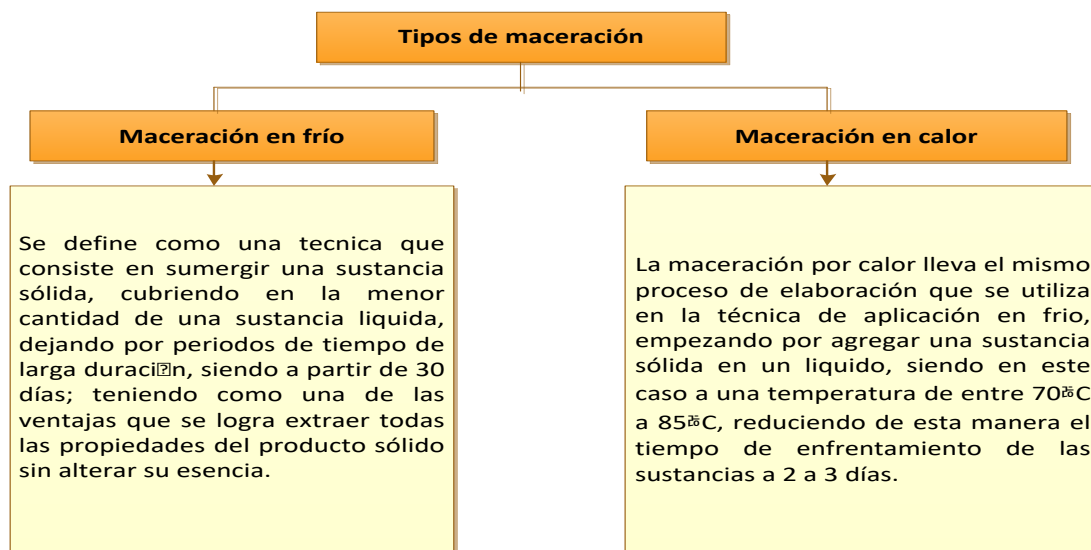 Tipos de maceración
Maceración en frío
Maceración en calor
Se define como una tecnica que
consiste en sumergir una sustancia
sólida, cubriendo en la menor
cantidad de una sustancia liquida,
dejando por periodos de tiempo de
larga duraci�n, siendo a partir de 30
días; teniendo como una de las
ventajas que se logra extraer todas
las propiedades del producto sólido
sin alterar su esencia.
La maceración por calor lleva el mismo
proceso de elaboración que se utiliza
en la técnica de aplicación en frio,
empezando por agregar una sustancia
sólida en un liquido, siendo en este
caso a una temperatura de entre 70 C
a 85 C, reduciendo de esta manera el
tiempo de enfrentamiento de las
sustancias a 2 a 3 días.